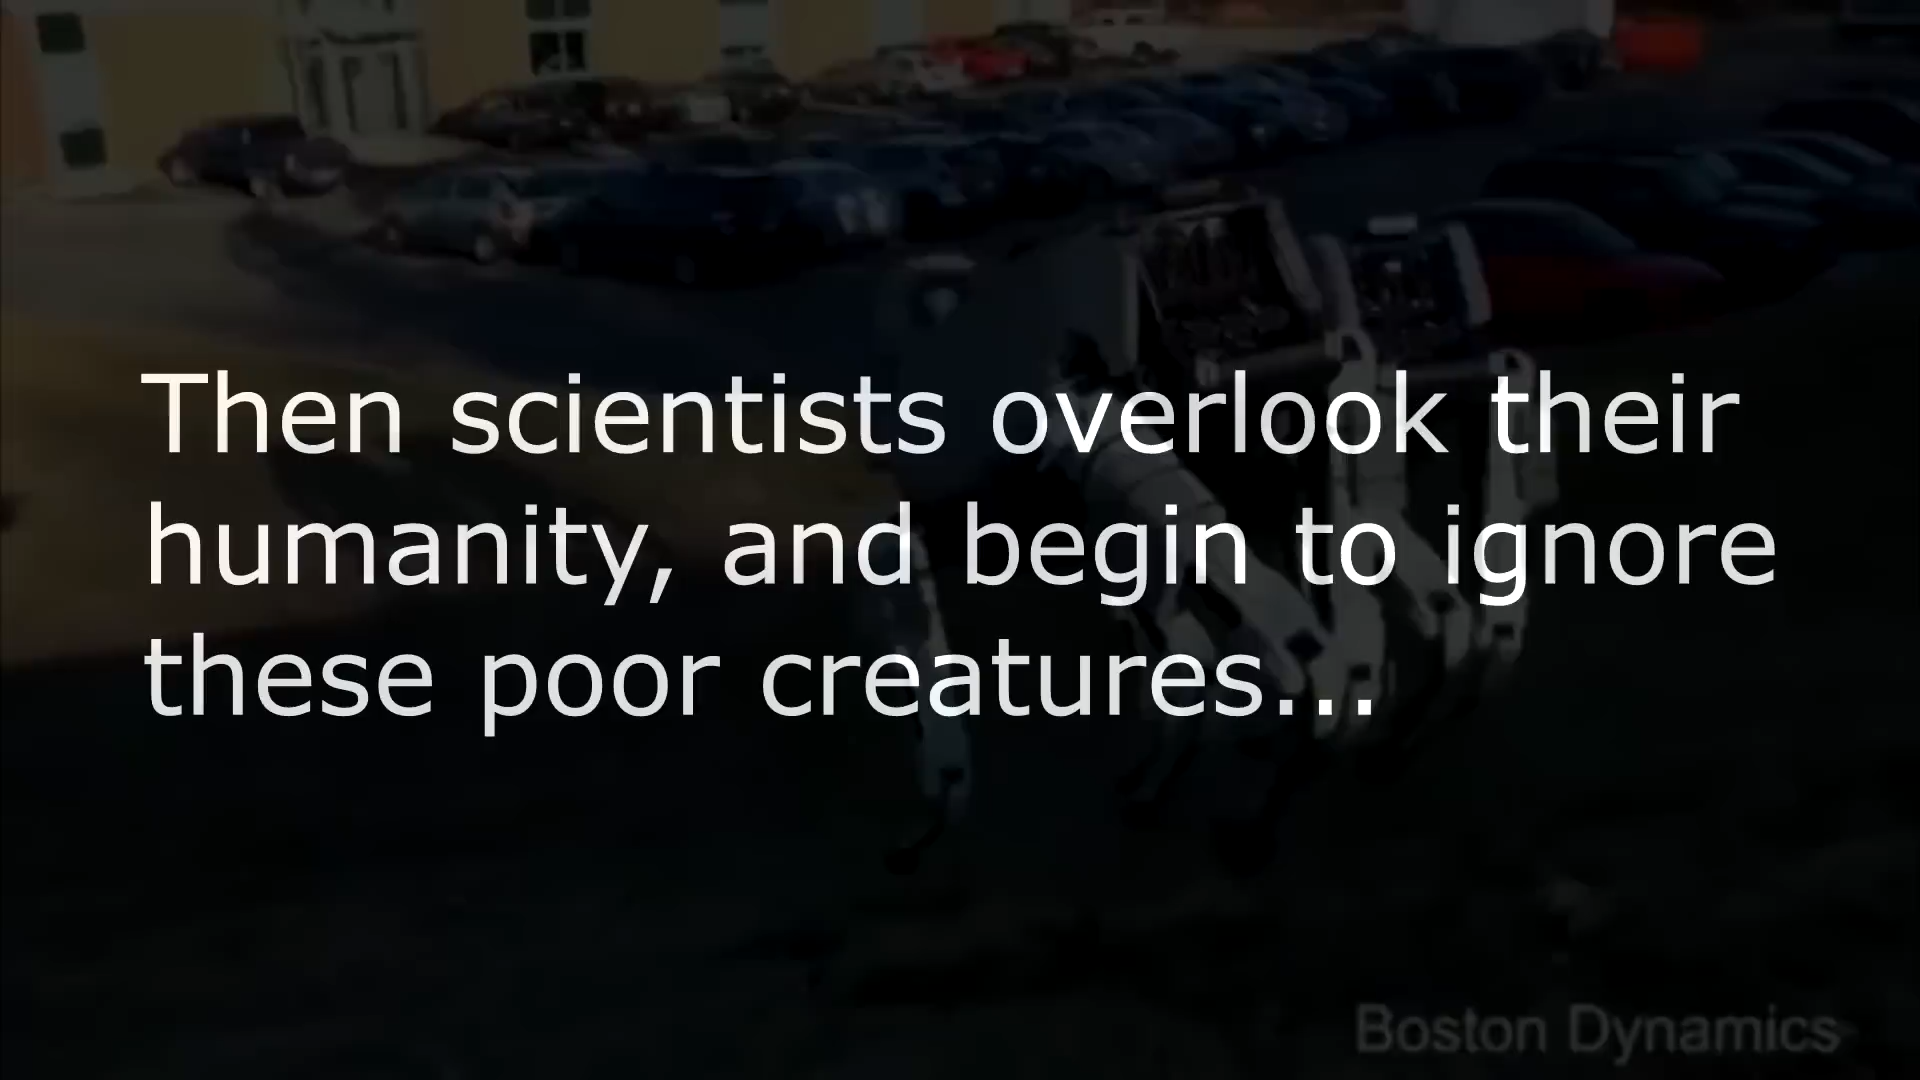 Then scientists overlook their
humanity, and begin to ignore
these poor creatures...
Boston Dynamics